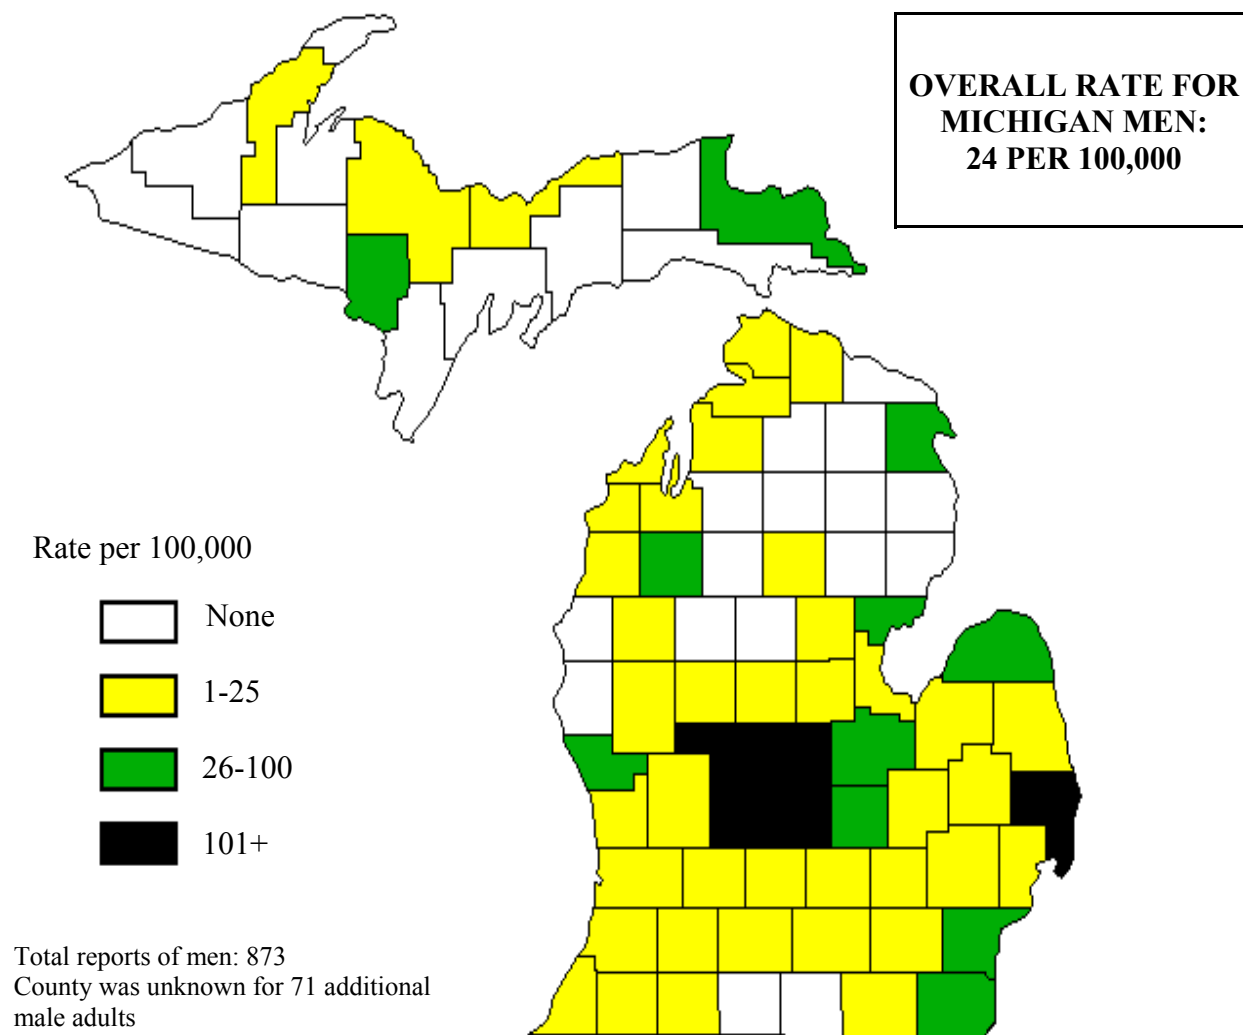 OVERALL RATE FOR
MICHIGAN MEN:
24 PER 100,000
Rate per 100,000
None
1-25
26-100
101+
Total reports of men: 873
County was unknown for 71 additional
male adults